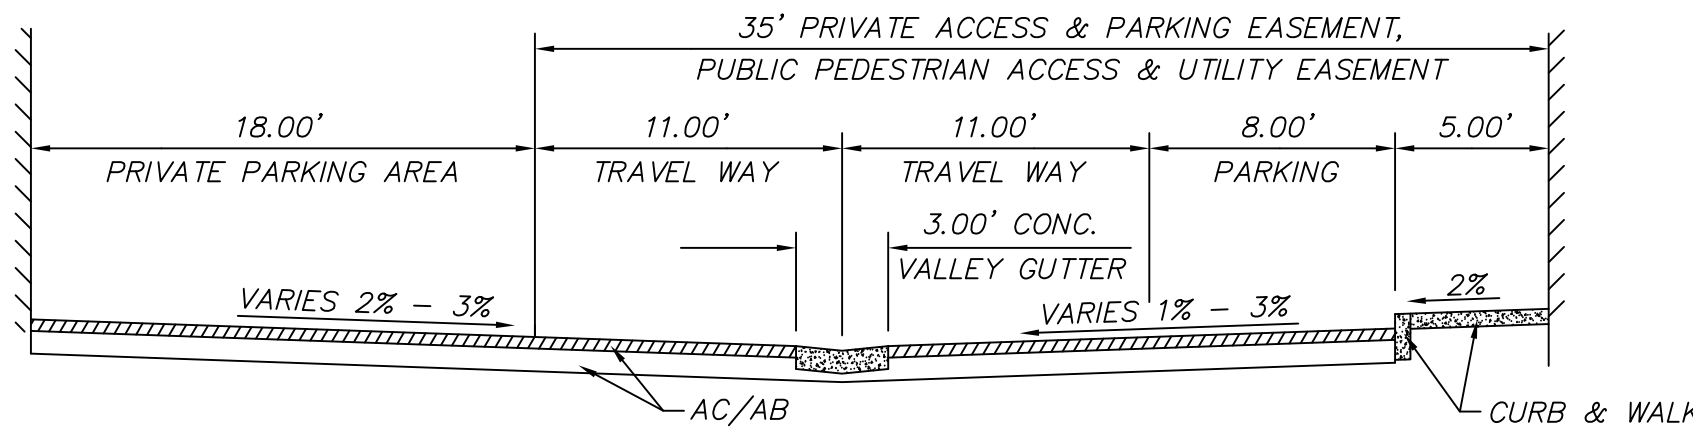 35' PRIVATE ACCESS & PARKING EASEMENT,
PUBLIC PEDESTRIAN ACCESS & UTILITY EASEMENT
18.00' 11.00' 11.00' 8.00' 5.00'
PRIVATE PARKING AREA TRAVEL WAY TRAVEL WAY PARKING
3.00' CONC.
VALLEY GUTTER
VARIES 2% - 3% VARIES 1% - 3% 2%
AC/AB CURB & WALK